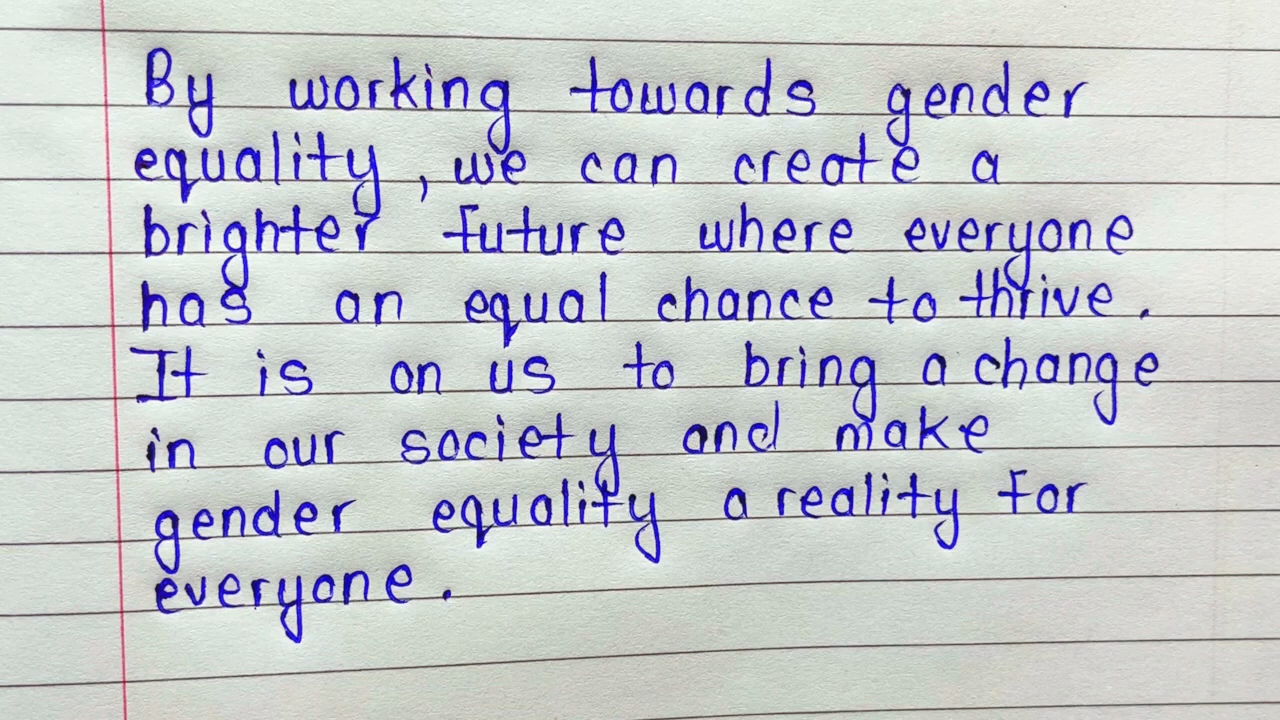 By working towards gender
equality, we can create a
brighter future where everyone
has an equal chance to thrive.
It is on us to bring a change
in our society and make
gender equality a reality for
everyone.